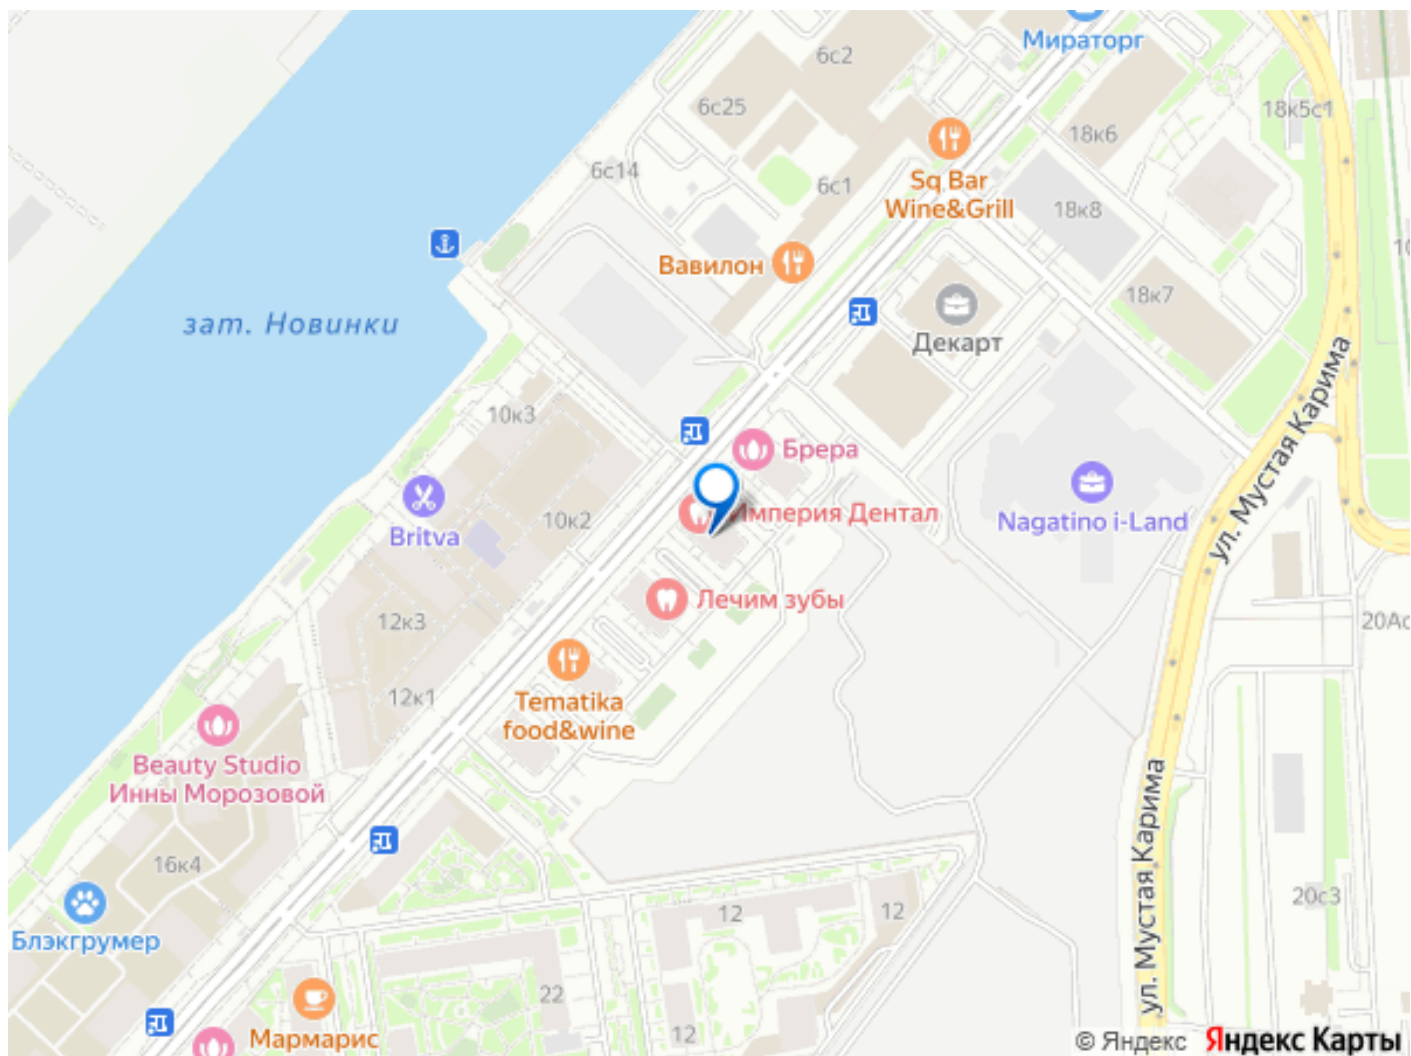 Мираторг
6с2
6с25
18к5с1
18к6
6с14
Sq Bar
Wine&Grill
6с1
18к8
Вавилон
18к7
зат. Новинки
Декарт
10к3
Брера
ул. Мустая Карима
Империя Дентал
10к2
Nagatino i-Land
Britva
Лечим зубы
12к3
Tematika
food&wine
12к1
Beauty Studio
Инны Морозовой
ул. Мустая Карима
16к4
20с3
12
12
Блэкгрумер
22
12
Мармарис
© Яндекс Яндекс Карты